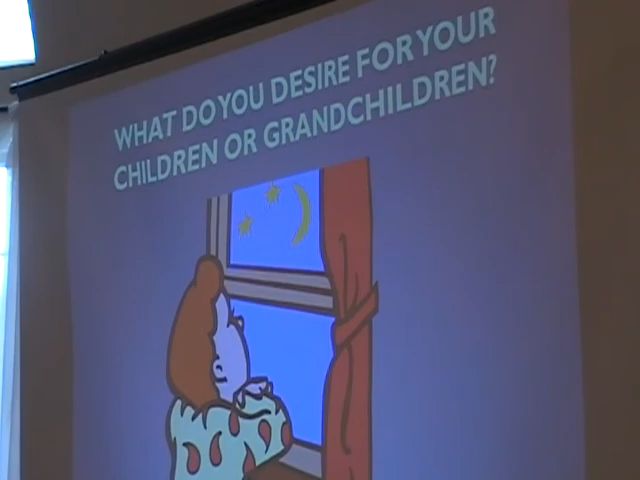 WHAT DO YOU DESIRE FOR YOUR
CHILDREN OR GRANDCHILDREN?